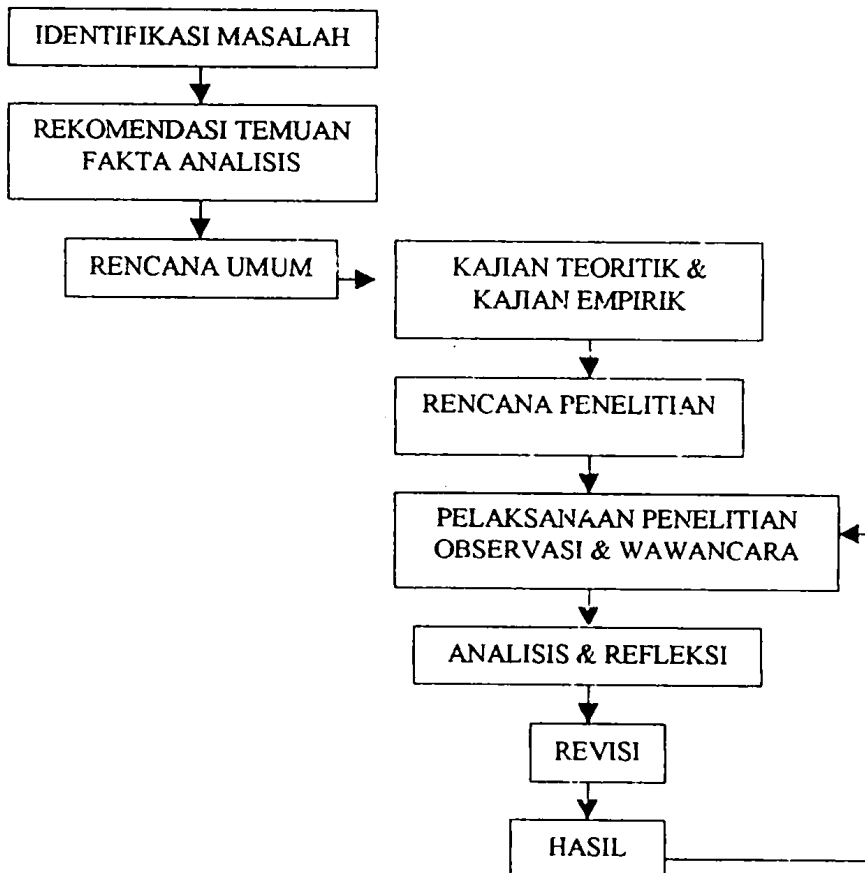 IDENTIFIKASI MASALAH
REKOMENDASI TEMUAN
FAKTA ANALISIS
RENCANA UMUM
KAJIAN TEORITIK &
KAJIAN EMPIRIK
RENCANA PENELITIAN
PELAKSANAAN PENELITIAN
OBSERVASI & WAWANCARA
ANALISIS & REFLEKSI
REVISI
HASIL